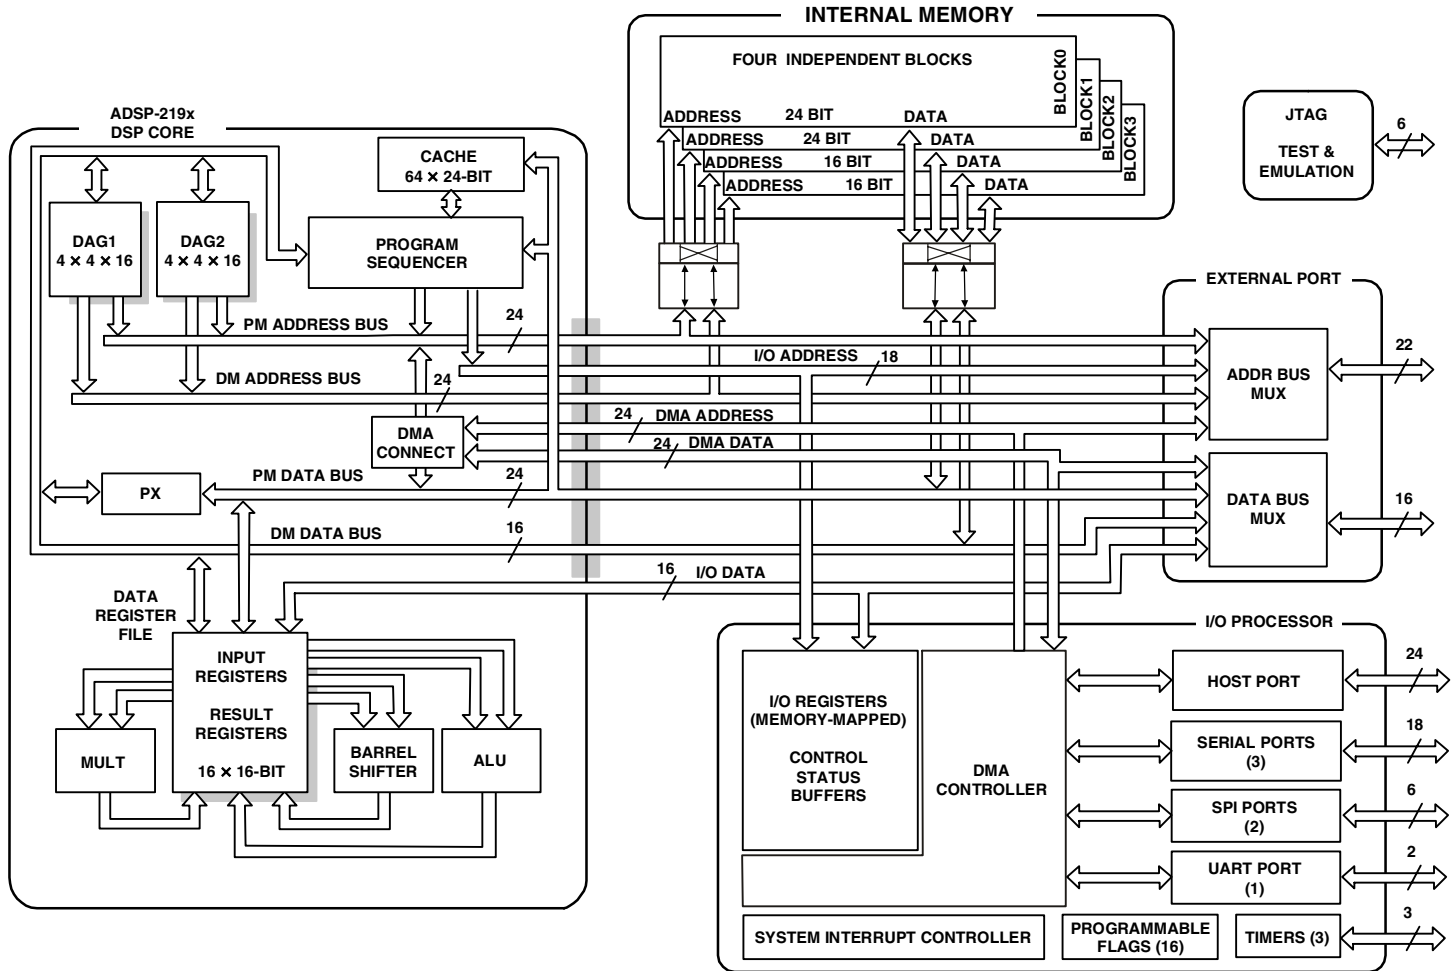 INTERNAL MEMORY
FOUR INDEPENDENT BLOCKS
BLOCK0
BLOCK1
BLOCK2
BLOCK3
ADDRESS 24 BIT DATA
ADDRESS 24 BIT DATA
ADDRESS 16 BIT DATA
ADDRESS 16 BIT DATA
JTAG
TEST &
EMULATION
6
ADSP-219x
DSP CORE
CACHE
64 × 24-BIT
DAG1
4 × 4 × 16
DAG2
4 × 4 × 16
PROGRAM
SEQUENCER
EXTERNAL PORT
PM ADDRESS BUS
24
I/O ADDRESS
18
ADDR BUS
MUX
22
DM ADDRESS BUS
24
DMA
CONNECT
24
DMA ADDRESS
24
DMA DATA
PX
PM DATA BUS
24
DATA BUS
MUX
16
DM DATA BUS
16
16
I/O DATA
DATA
REGISTER
FILE
INPUT
REGISTERS
RESULT
REGISTERS
16 × 16-BIT
MULT
BARREL
SHIFTER
ALU
I/O PROCESSOR
I/O REGISTERS
(MEMORY-MAPPED)
CONTROL
STATUS
BUFFERS
DMA
CONTROLLER
HOST PORT
24
SERIAL PORTS
(3)
18
SPI PORTS
(2)
6
UART PORT
(1)
2
SYSTEM INTERRUPT CONTROLLER
PROGRAMMABLE
FLAGS (16)
TIMERS (3)
3